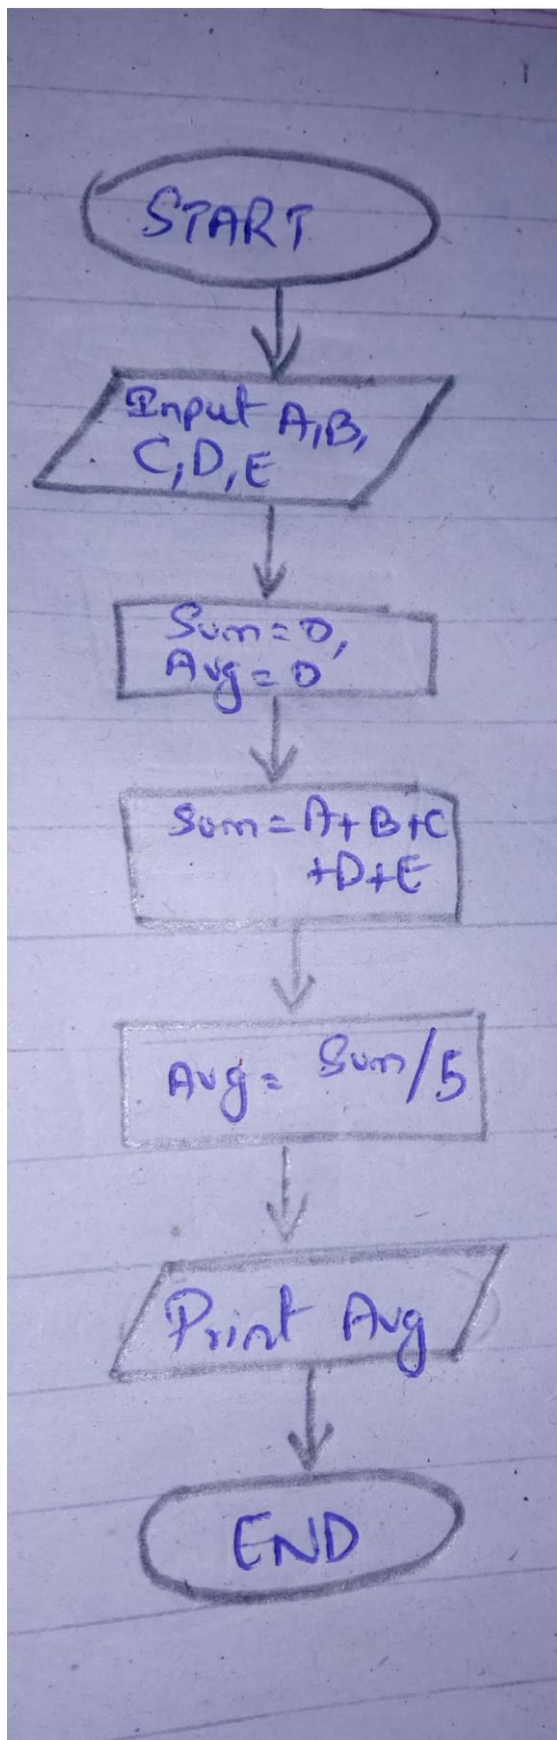 START
Input A,B,
C,D,E
Sum=0,
Avg=0
Sum=A+B+C
+D+E
Avg= Sum/5
Print Avg
END